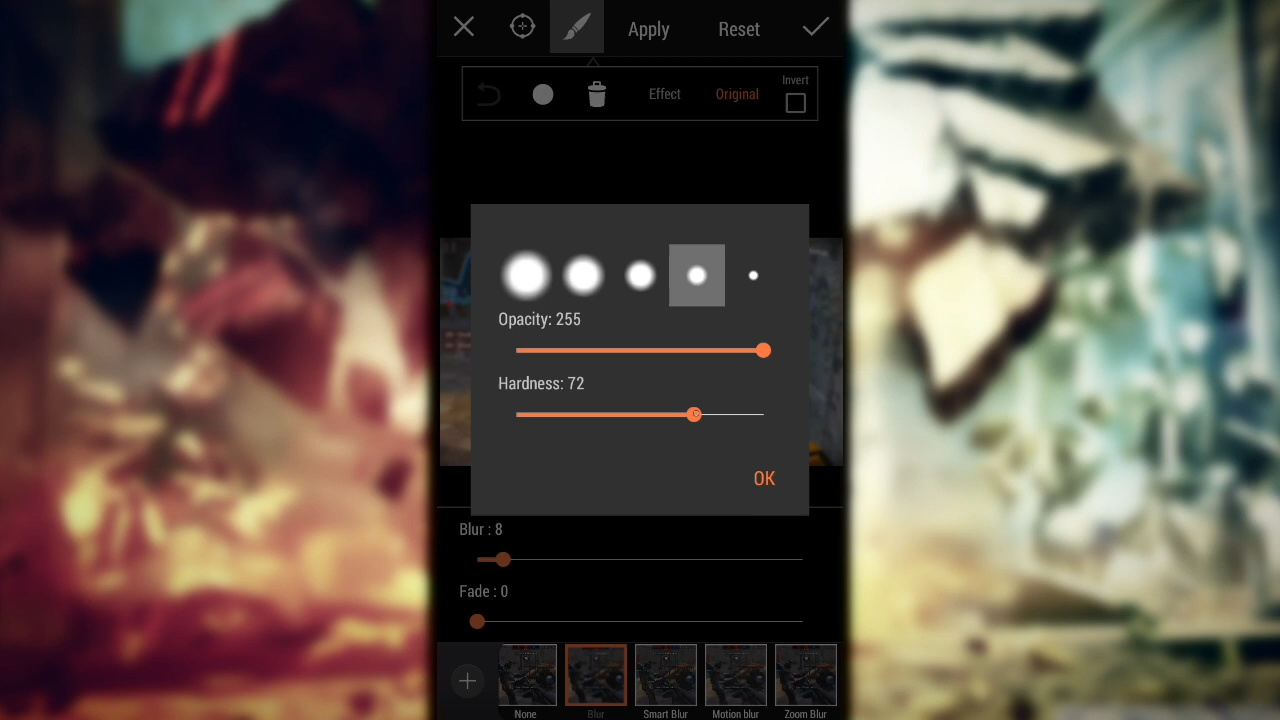 Apply Reset
Invert
Effect Original
Opacity: 255
Hardness: 72
OK
Blur : 8
Fade : 0
None Blur Smart Blur Motion blur Zoom Blur